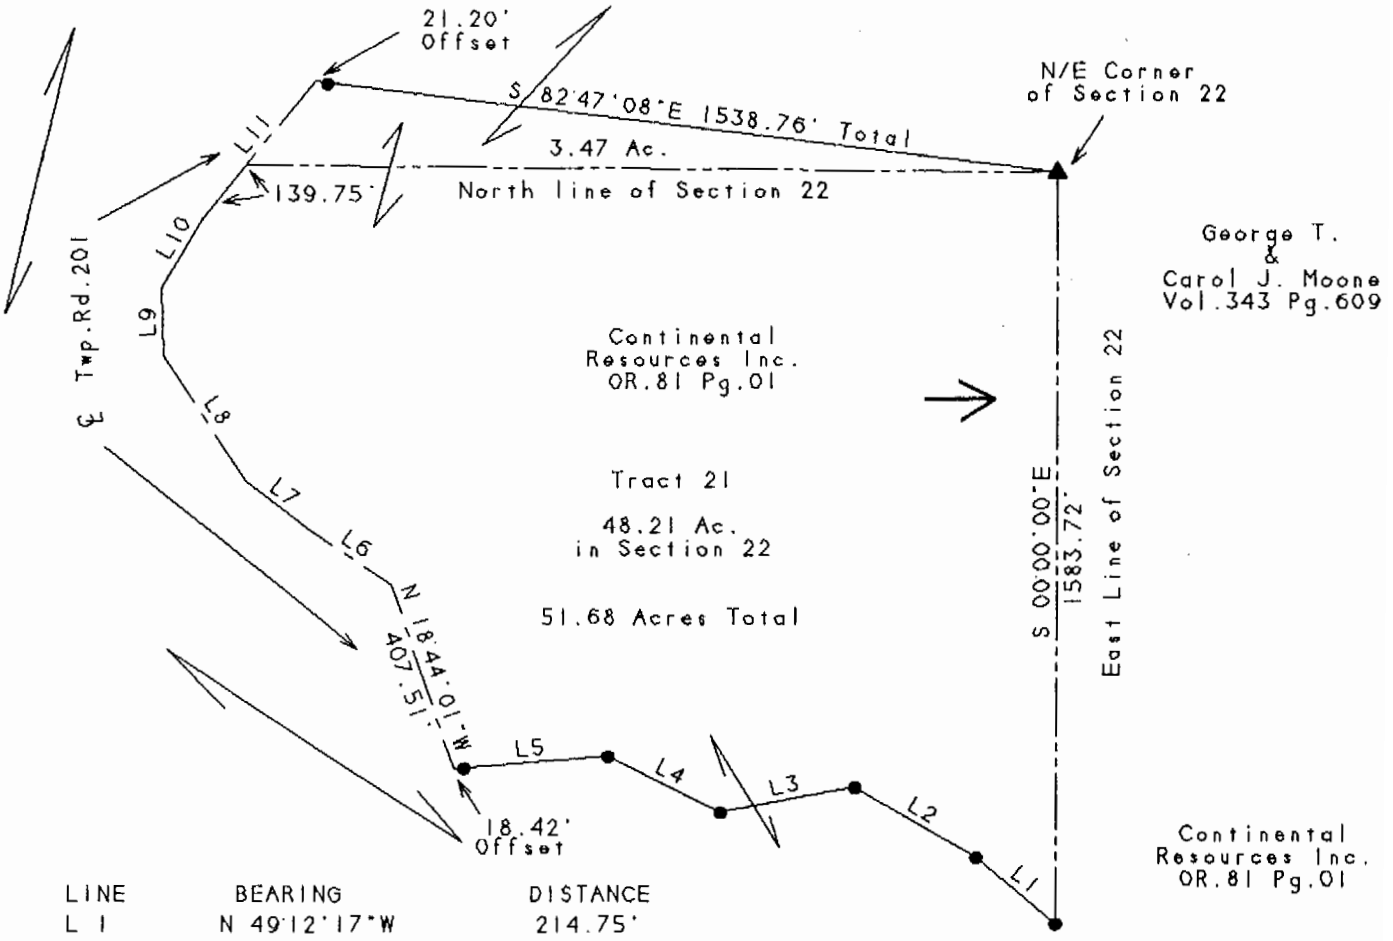 21.20'
Offset
N/E Corner
of Section 22
S 82°47'08"E 1538.76' Total
3.47 Ac.
North line of Section 22
139.75'
L11
L10
L9
L8
L7
L6
℄ Twp.Rd.201
George T.
&
Carol J. Moone
Vol.343 Pg.609
Continental
Resources Inc.
OR.81 Pg.01
Tract 21
48.21 Ac.
in Section 22
51.68 Acres Total
S 00°00'00"E
1583.72'
East Line of Section 22
N 18°44'01"W
407.51'
L5
L4
L3
L2
L1
18.42'
Offset
Continental
Resources Inc.
OR.81 Pg.01
LINE BEARING DISTANCE
L 1 N 49°12'17"W 214.75'